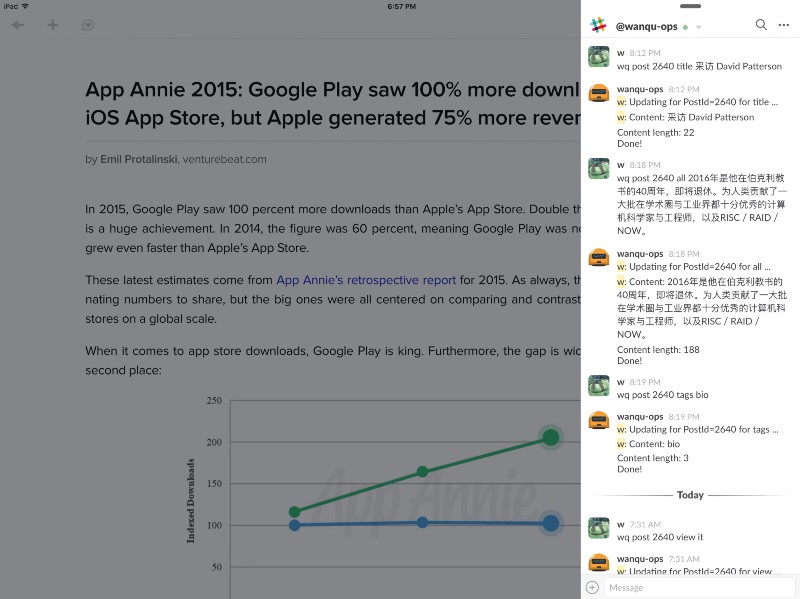 iPad
6:57 PM
App Annie 2015: Google Play saw 100% more downl
iOS App Store, but Apple generated 75% more rever
by Emil Protalinski, venturebeat.com
In 2015, Google Play saw 100 percent more downloads than Apple's App Store. Double th
is a huge achievement. In 2014, the figure was 60 percent, meaning Google Play was no
grew even faster than Apple's App Store.
These latest estimates come from App Annie's retrospective report for 2015. As always, th
nating numbers to share, but the big ones were all centered on comparing and contrast
stores on a global scale.
When it comes to app store downloads, Google Play is king. Furthermore, the gap is wid
second place:
250
200
150
100
50
Indexed Downloads
App Annie
@wanqu-ops
w 8:12 PM
wq post 2640 title 采访 David Patterson
wanqu-ops 8:12 PM
w: Updating for PostId=2640 for title ...
w: Content: 采访 David Patterson
Content length: 22
Done!
w 8:18 PM
wq post 2640 all 2016年是他在伯克利教
书的40周年，即将退休。为人类贡献了一
大批在学术圈与工业界都十分优秀的计算
机科学家与工程师，以及RISC / RAID /
NOW。
wanqu-ops 8:18 PM
w: Updating for PostId=2640 for all ...
w: Content: 2016年是他在伯克利教书的
40周年，即将退休。为人类贡献了一大批
在学术圈与工业界都十分优秀的计算机科
学家与工程师，以及RISC / RAID /
NOW。
Content length: 188
Done!
w 8:19 PM
wq post 2640 tags bio
wanqu-ops 8:19 PM
w: Updating for PostId=2640 for tags ...
w: Content: bio
Content length: 3
Done!
Today
w 7:31 AM
wq post 2640 view it
wanqu-ops 7:31 AM
w: Updating for PostId=2640 for view ...
Message